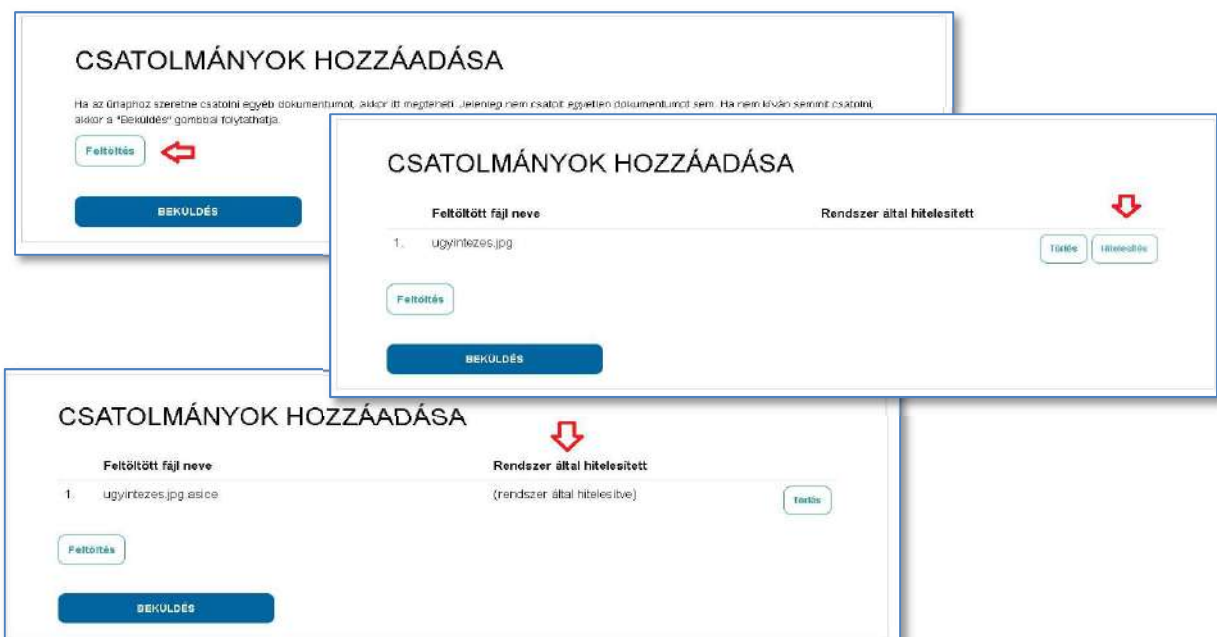 CSATOLMÁNYOK HOZZÁADÁSA
Ha az űrlaphoz szeretne csatolni egyéb dokumentumot, akkor itt megteheti. Jelenleg nem csatolt egyetlen dokumentumot sem. Ha nem kíván semmit csatolni,
akkor a "Beküldés" gombbal folytathatja.
Feltöltés
BEKÜLDÉS
CSATOLMÁNYOK HOZZÁADÁSA
Feltöltött fájl neve Rendszer által hitelesített
1. ugyintezes.jpg Törlés Hitelesítés
Feltöltés
BEKÜLDÉS
CSATOLMÁNYOK HOZZÁADÁSA
Feltöltött fájl neve Rendszer által hitelesített
1. ugyintezes.jpg.asice (rendszer által hitelesítve) Törlés
Feltöltés
BEKÜLDÉS